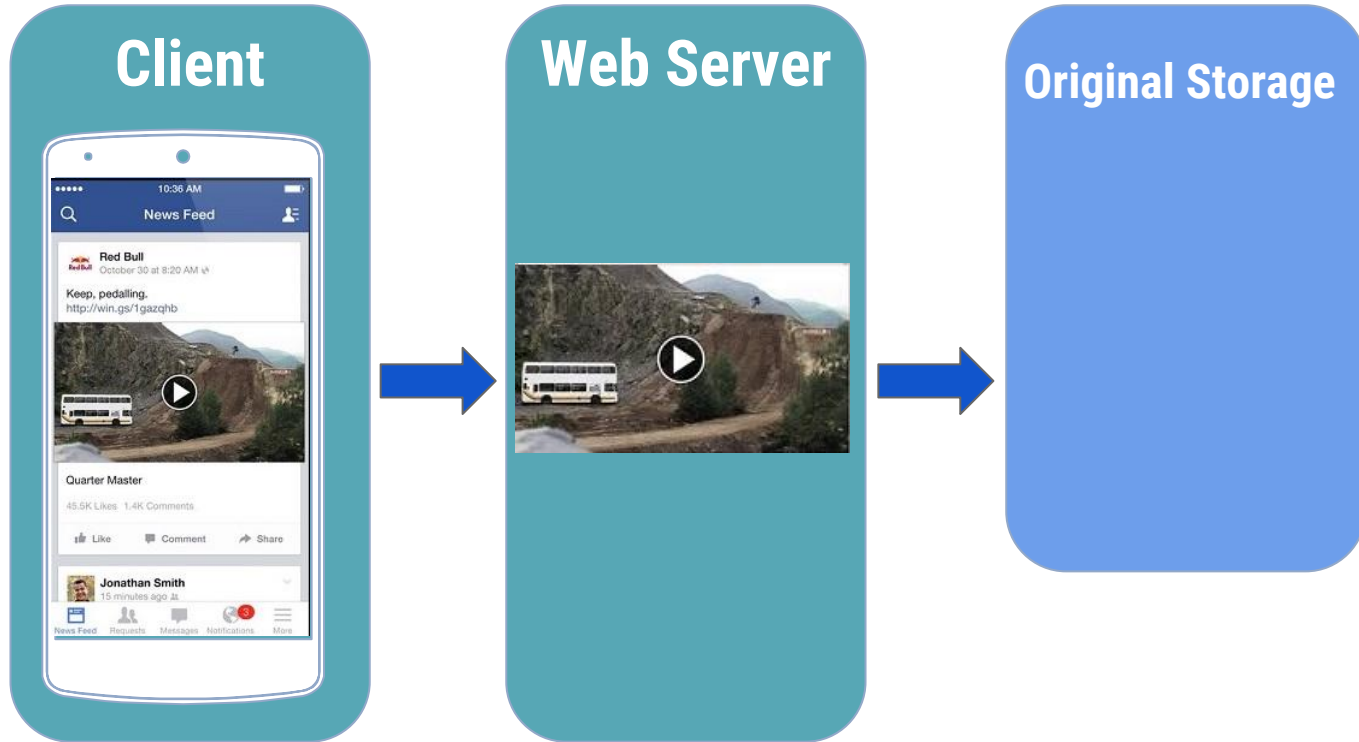 Client
Web Server
Original Storage
10:36 AM
News Feed
Red Bull
Red Bull
October 30 at 8:20 AM
Keep, pedalling.
http://win.gs/1gazqhb
Quarter Master
45.5K Likes 1.4K Comments
Like Comment Share
Jonathan Smith
15 minutes ago
3
News Feed Requests Messages Notifications More